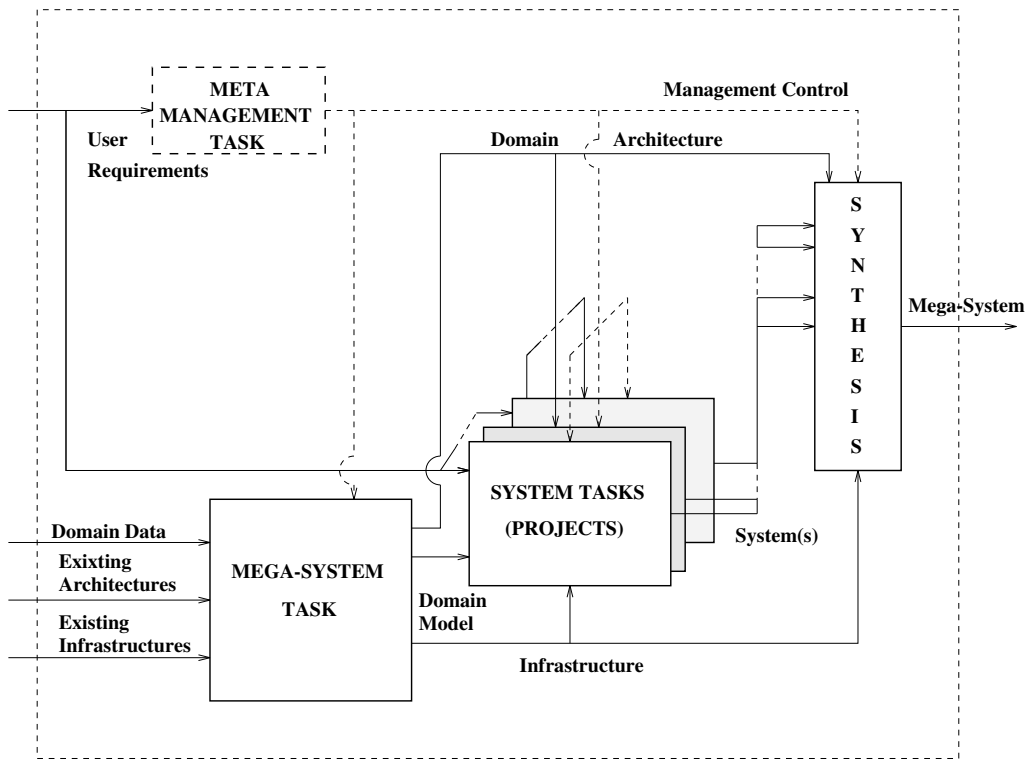 META
MANAGEMENT
TASK
Management Control
User
Requirements
Domain
Architecture
S
Y
N
T
H
E
S
I
S
Mega-System
SYSTEM TASKS
(PROJECTS)
System(s)
Domain Data
Exixting
Architectures
Existing
Infrastructures
MEGA-SYSTEM
TASK
Domain
Model
Infrastructure